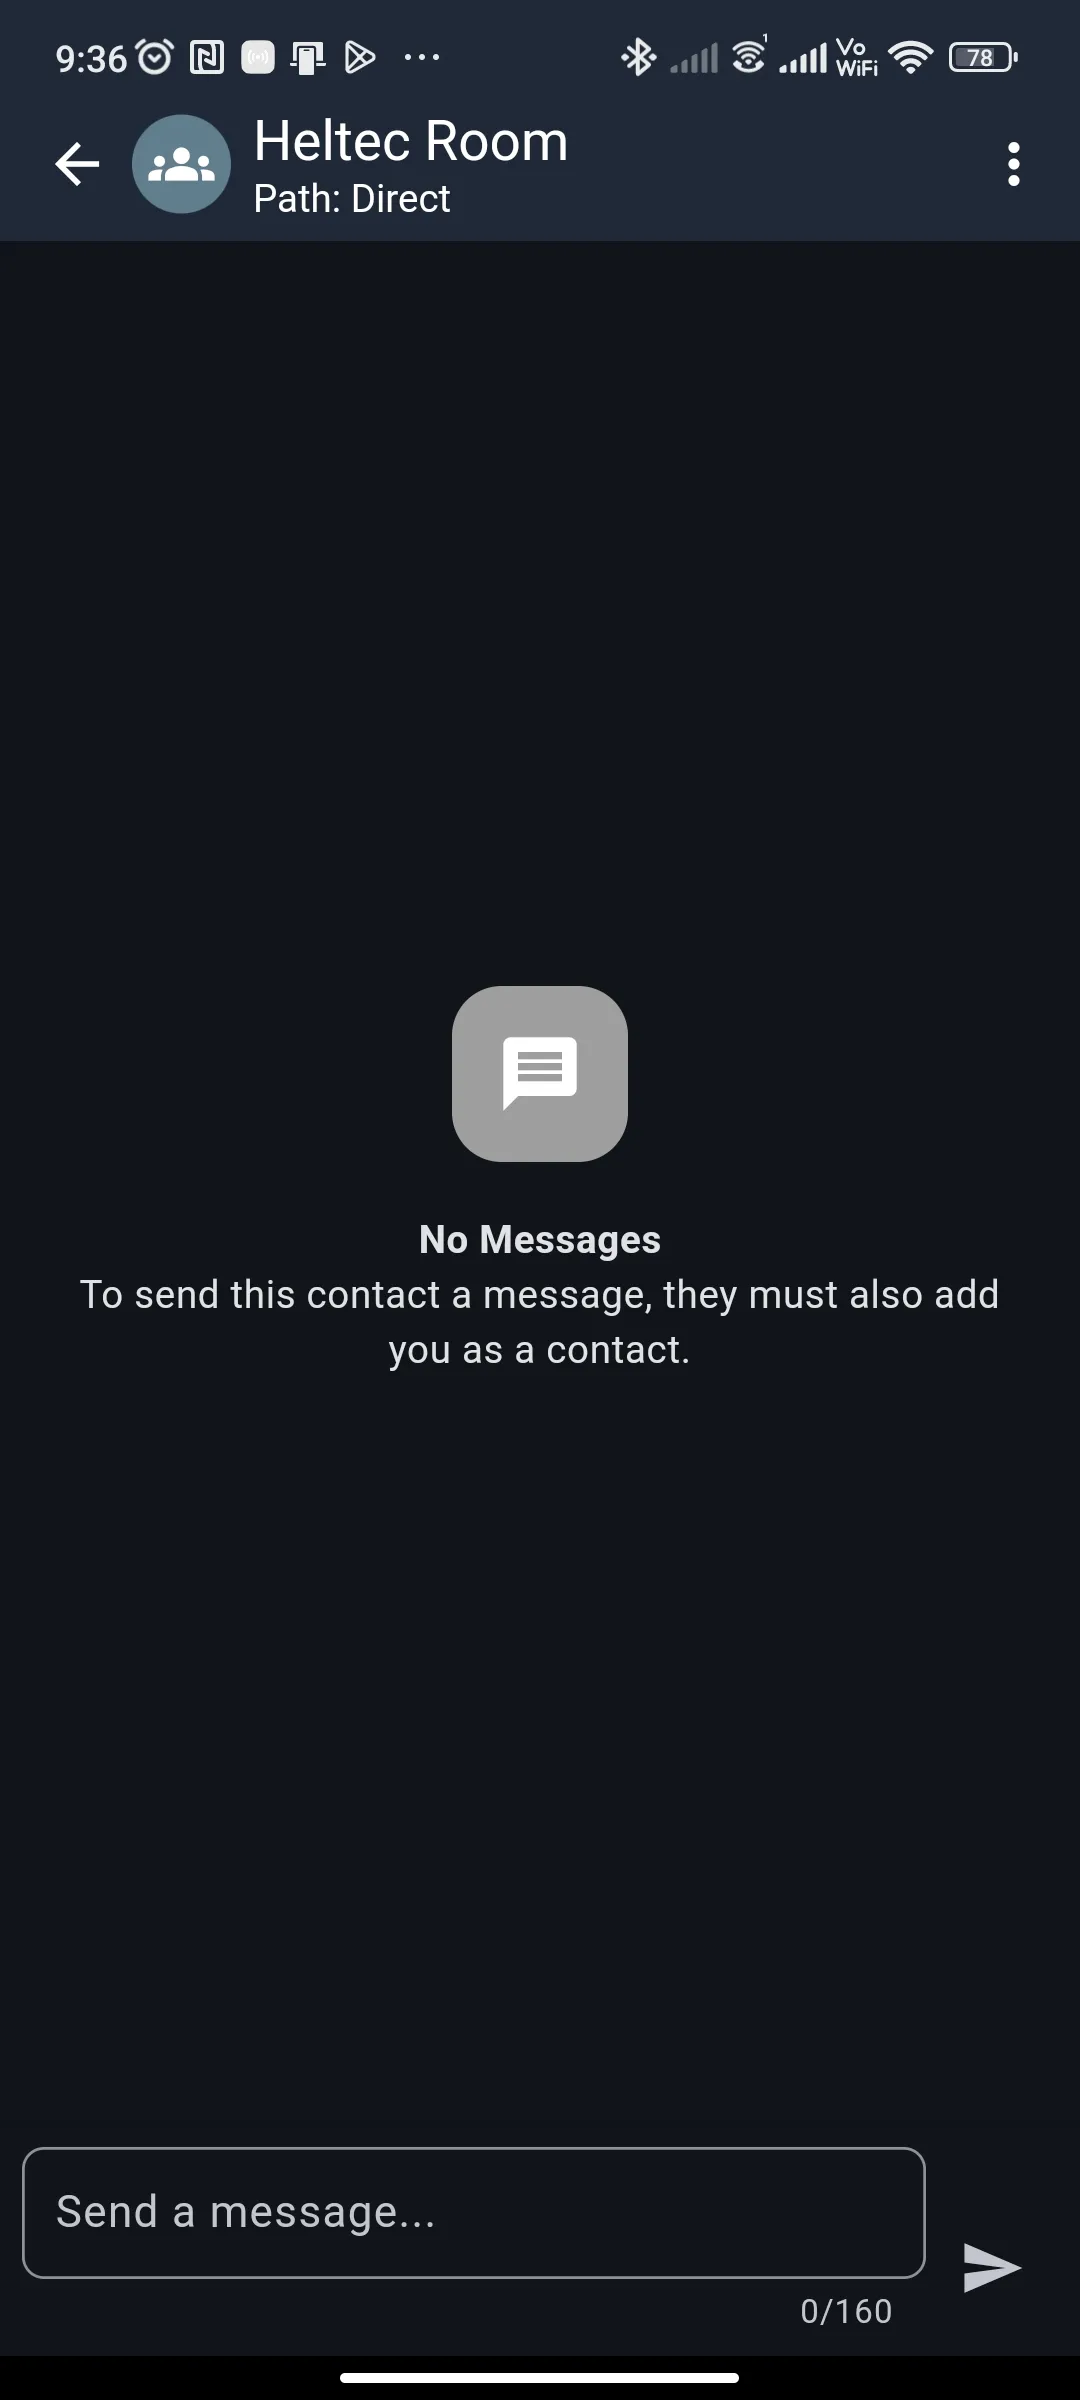 9:36
1
Vo
WiFi
78
Heltec Room
Path: Direct
No Messages
To send this contact a message, they must also add
you as a contact.
Send a message...
0/160